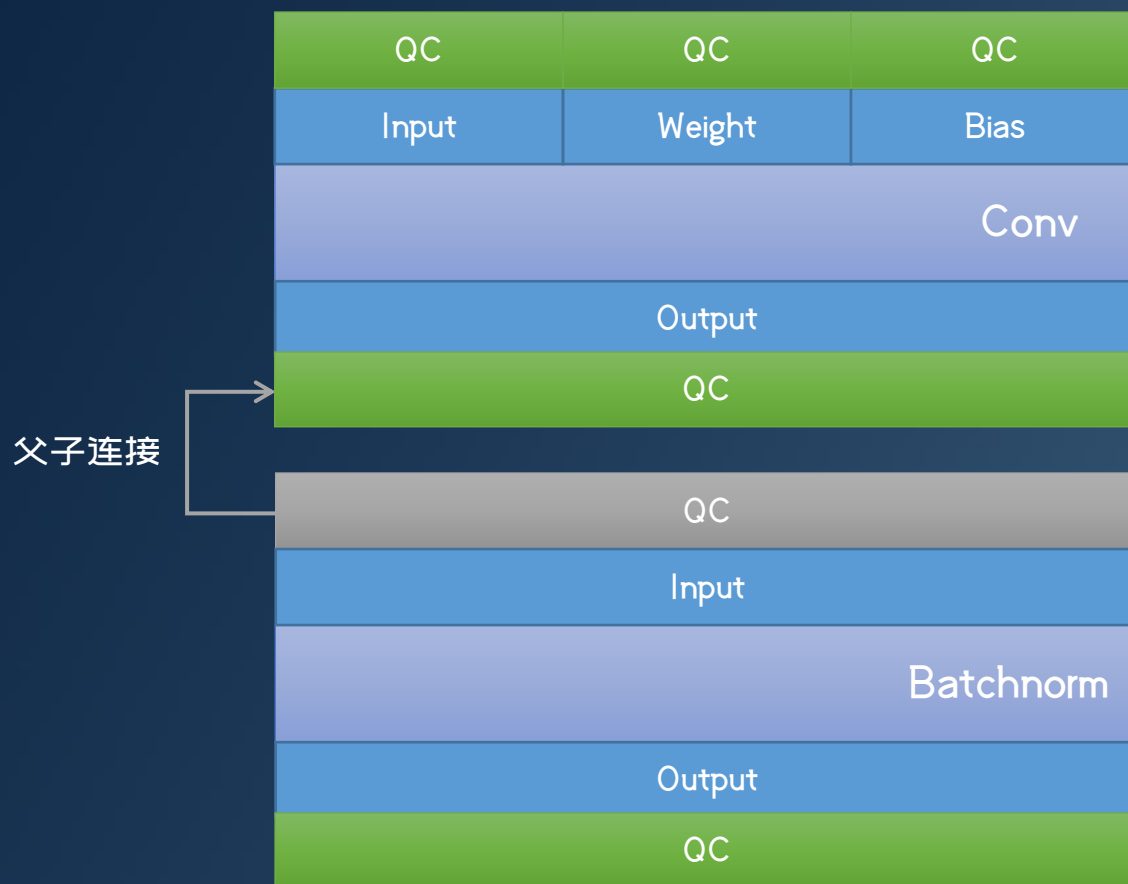 QC QC QC
Input Weight Bias
Conv
Output
QC
父子连接
QC
Input
Batchnorm
Output
QC